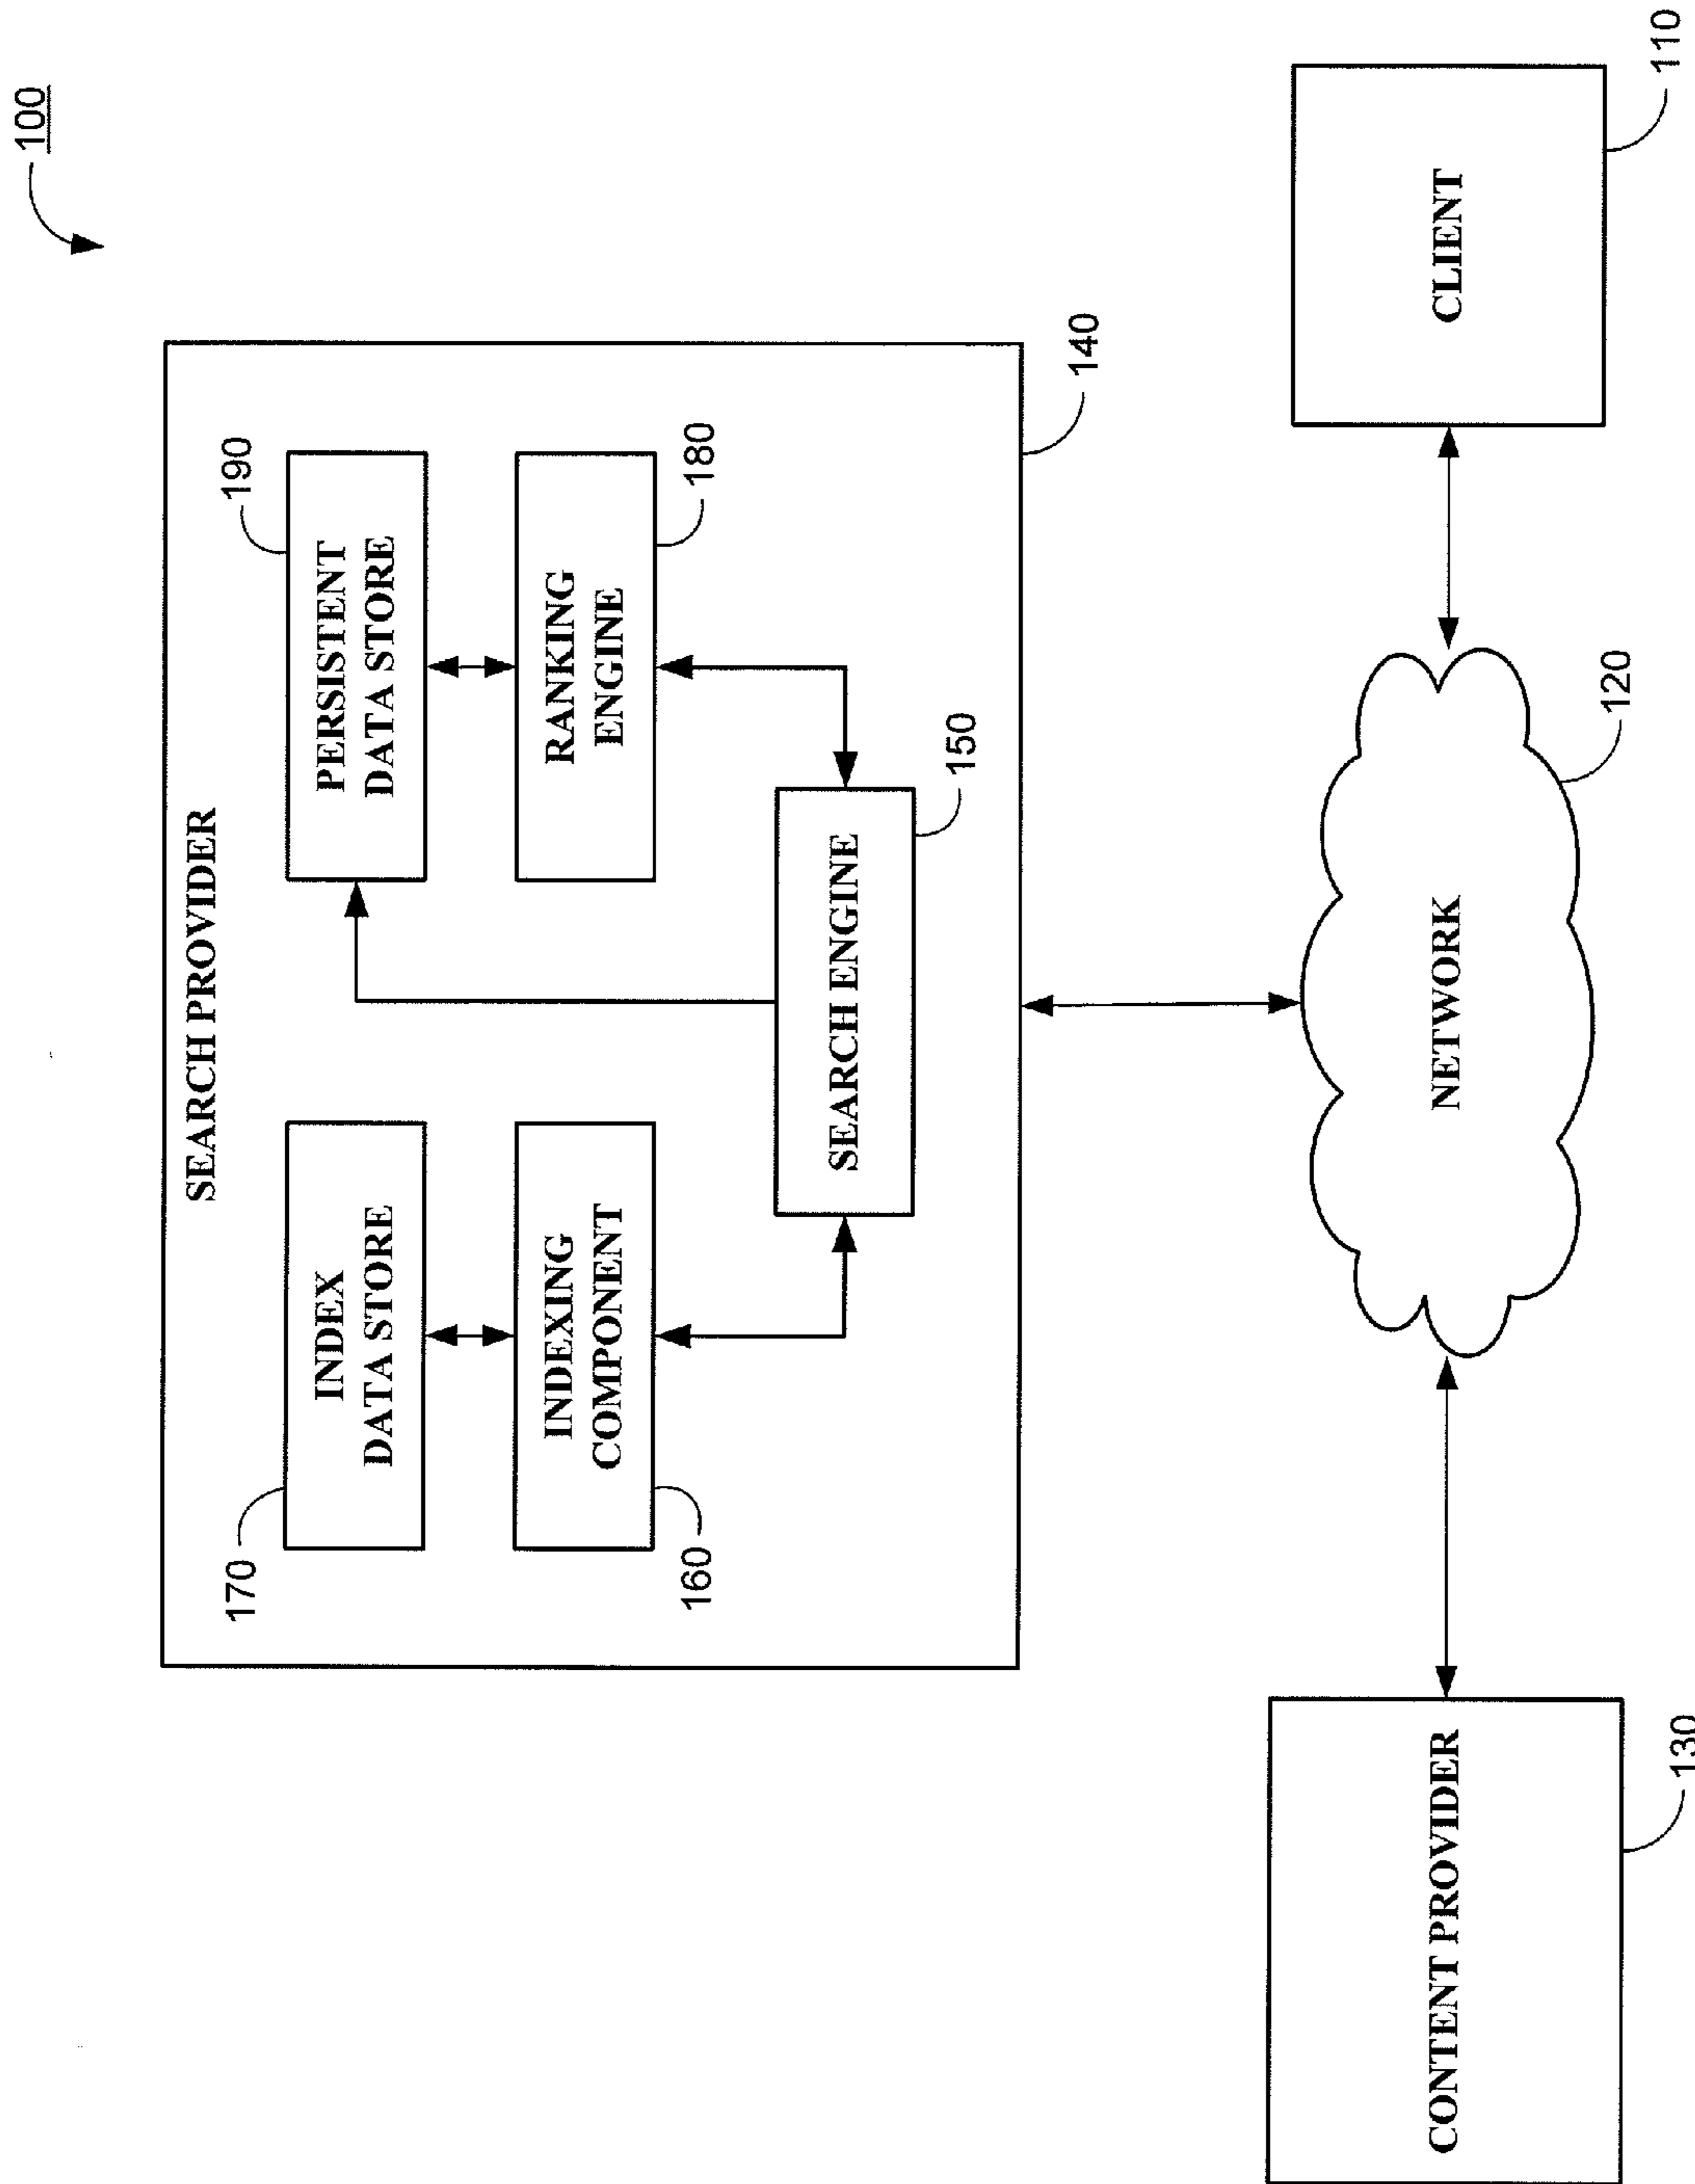 100
SEARCH PROVIDER
170
INDEX
DATA STORE
190
PERSISTENT
DATA STORE
160
INDEXING
COMPONENT
180
RANKING
ENGINE
150
SEARCH ENGINE
140
CONTENT PROVIDER
130
NETWORK
120
CLIENT
110